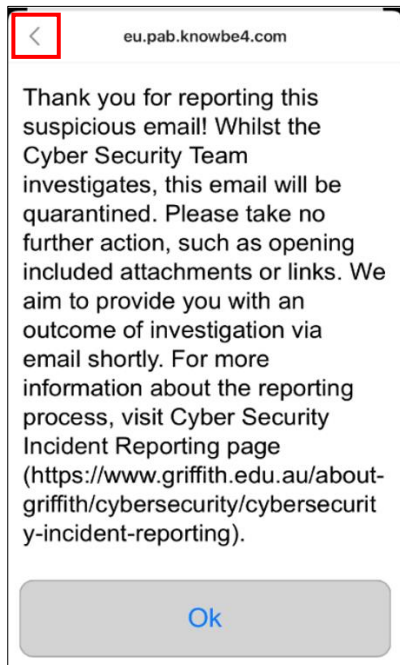 eu.pab.knowbe4.com
Thank you for reporting this
suspicious email! Whilst the
Cyber Security Team
investigates, this email will be
quarantined. Please take no
further action, such as opening
included attachments or links. We
aim to provide you with an
outcome of investigation via
email shortly. For more
information about the reporting
process, visit Cyber Security
Incident Reporting page
(https://www.griffith.edu.au/about-
griffith/cybersecurity/cybersecurit
y-incident-reporting).
Ok